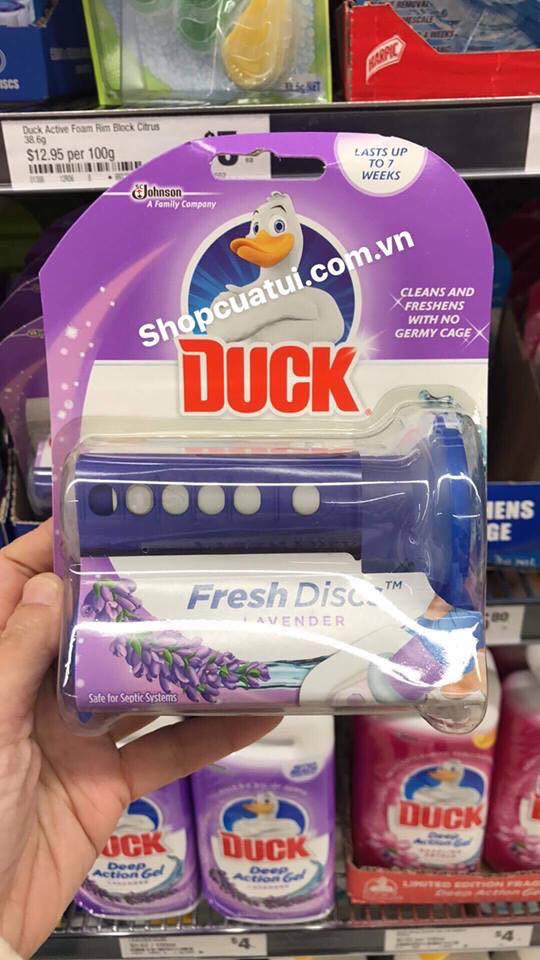 HARPIC
Duck Active Foam Rim Block Citrus
38.6g
$12.95 per 100g
LASTS UP
TO 7
WEEKS
SC Johnson
A Family Company
Shopcuatui.com.vn
CLEANS AND
FRESHENS
WITH NO
GERMY CAGE
DUCK
Fresh Discs™
LAVENDER
Safe for Septic Systems
DUCK
Deep
Action Gel
DUCK
Deep
Action Gel
DUCK
Deep
Action Gel
LIMITED EDITION
$4
$4